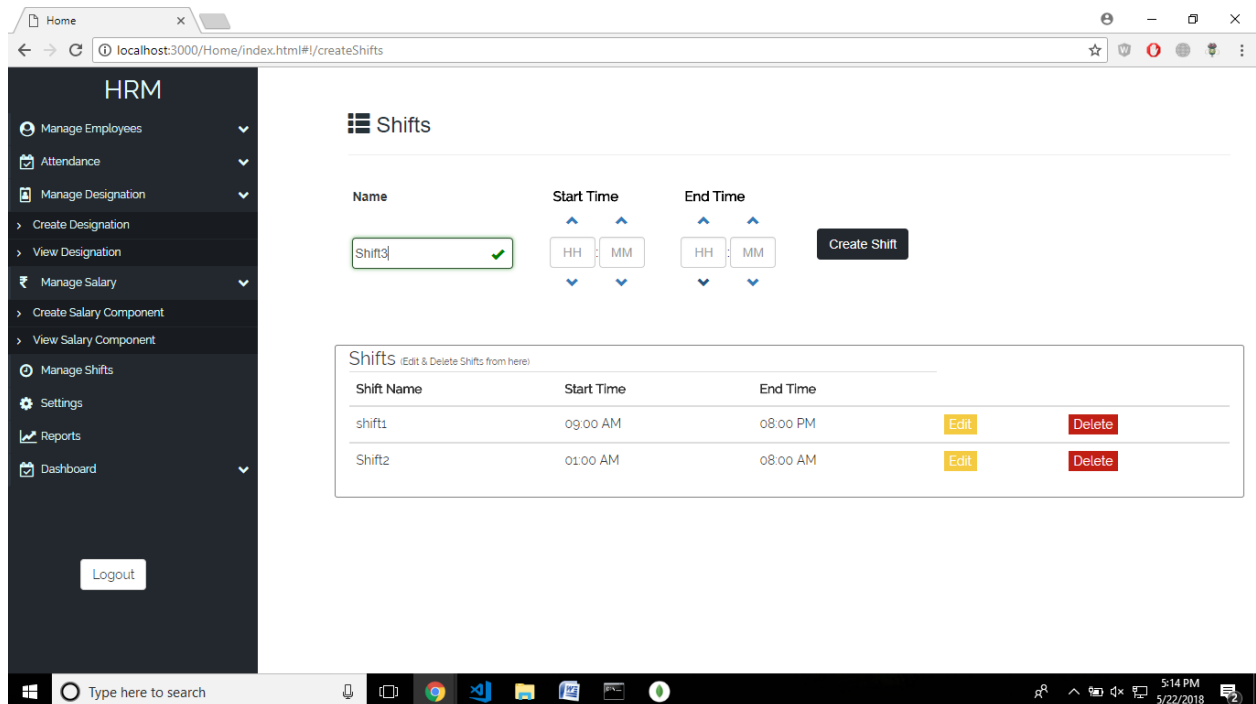 Home
localhost:3000/Home/index.html#!/createShifts
HRM
Manage Employees
Attendance
Manage Designation
Create Designation
View Designation
₹ Manage Salary
Create Salary Component
View Salary Component
Manage Shifts
Settings
Reports
Dashboard
Logout
Shifts
Name Start Time End Time
Shift3 HH : MM HH : MM Create Shift
Shifts (Edit & Delete Shifts from here)
Shift Name Start Time End Time
shift1 09:00 AM 08:00 PM Edit Delete
Shift2 01:00 AM 08:00 AM Edit Delete
Type here to search
5:14 PM
5/22/2018
2